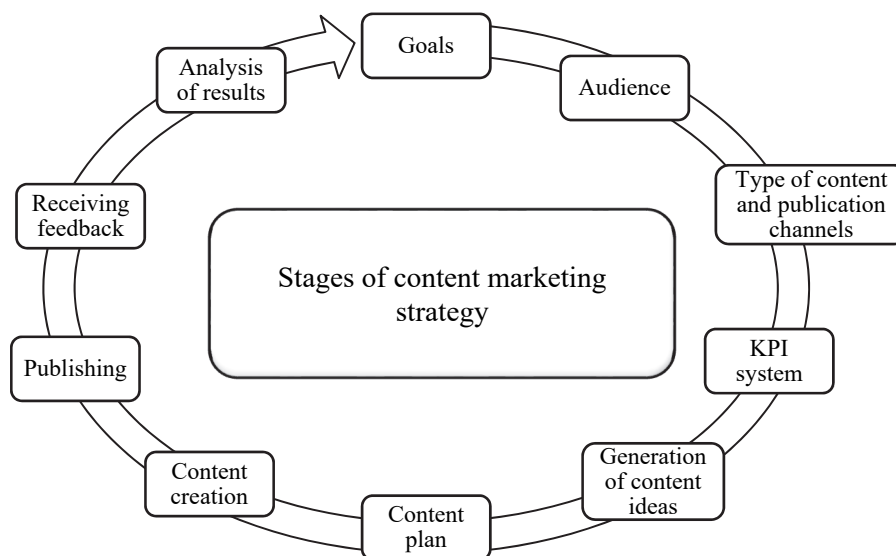 Goals
Audience
Type of content
and publication
channels
KPI
system
Generation
of content
ideas
Content
plan
Content
creation
Publishing
Receiving
feedback
Analysis
of results
Stages of content marketing
strategy